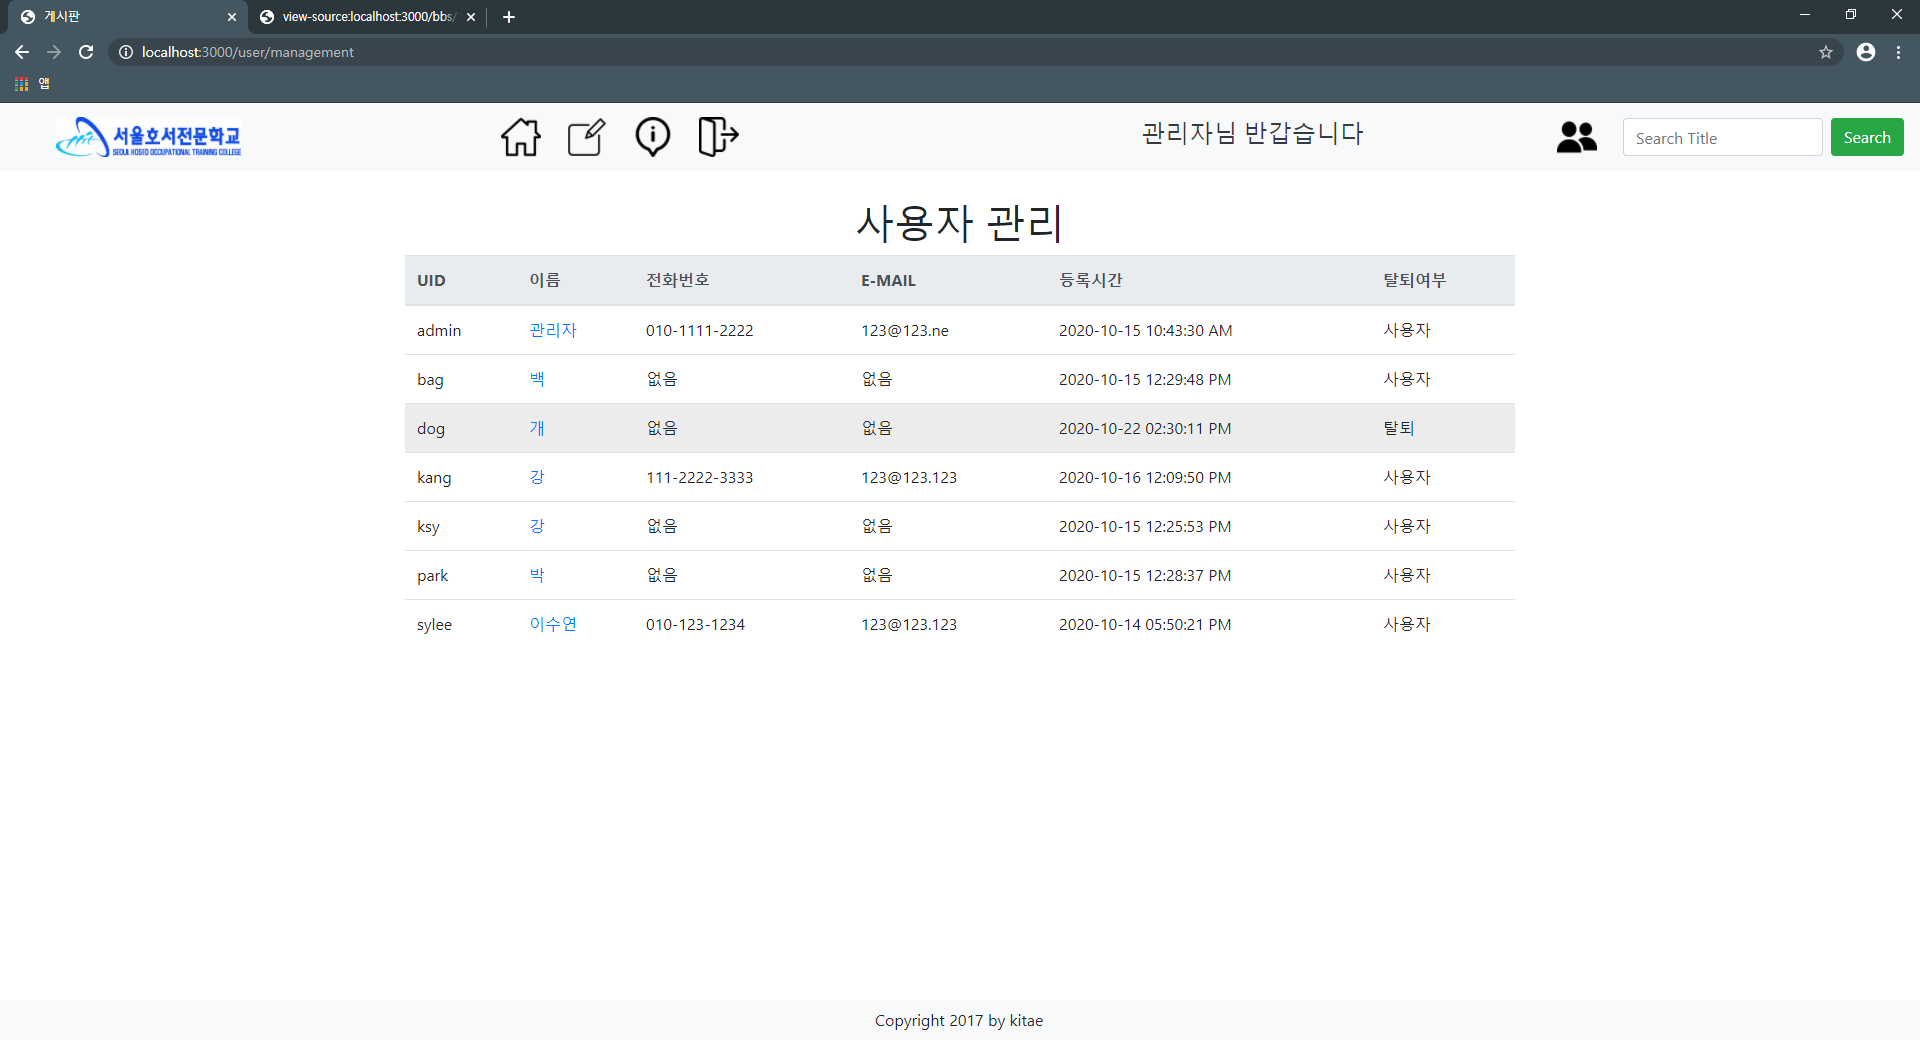 게시판
view-source:localhost:3000/bbs/
localhost:3000/user/management
앱
서울호서전문학교
SEOUL HOSEO OCCUPATIONAL TRAINING COLLEGE
관리자님 반갑습니다
Search Title
Search
사용자 관리
UID 이름 전화번호 E-MAIL 등록시간 탈퇴여부
admin 관리자 010-1111-2222 123@123.ne 2020-10-15 10:43:30 AM 사용자
bag 백 없음 없음 2020-10-15 12:29:48 PM 사용자
dog 개 없음 없음 2020-10-22 02:30:11 PM 탈퇴
kang 강 111-2222-3333 123@123.123 2020-10-16 12:09:50 PM 사용자
ksy 강 없음 없음 2020-10-15 12:25:53 PM 사용자
park 박 없음 없음 2020-10-15 12:28:37 PM 사용자
sylee 이수연 010-123-1234 123@123.123 2020-10-14 05:50:21 PM 사용자
Copyright 2017 by kitae